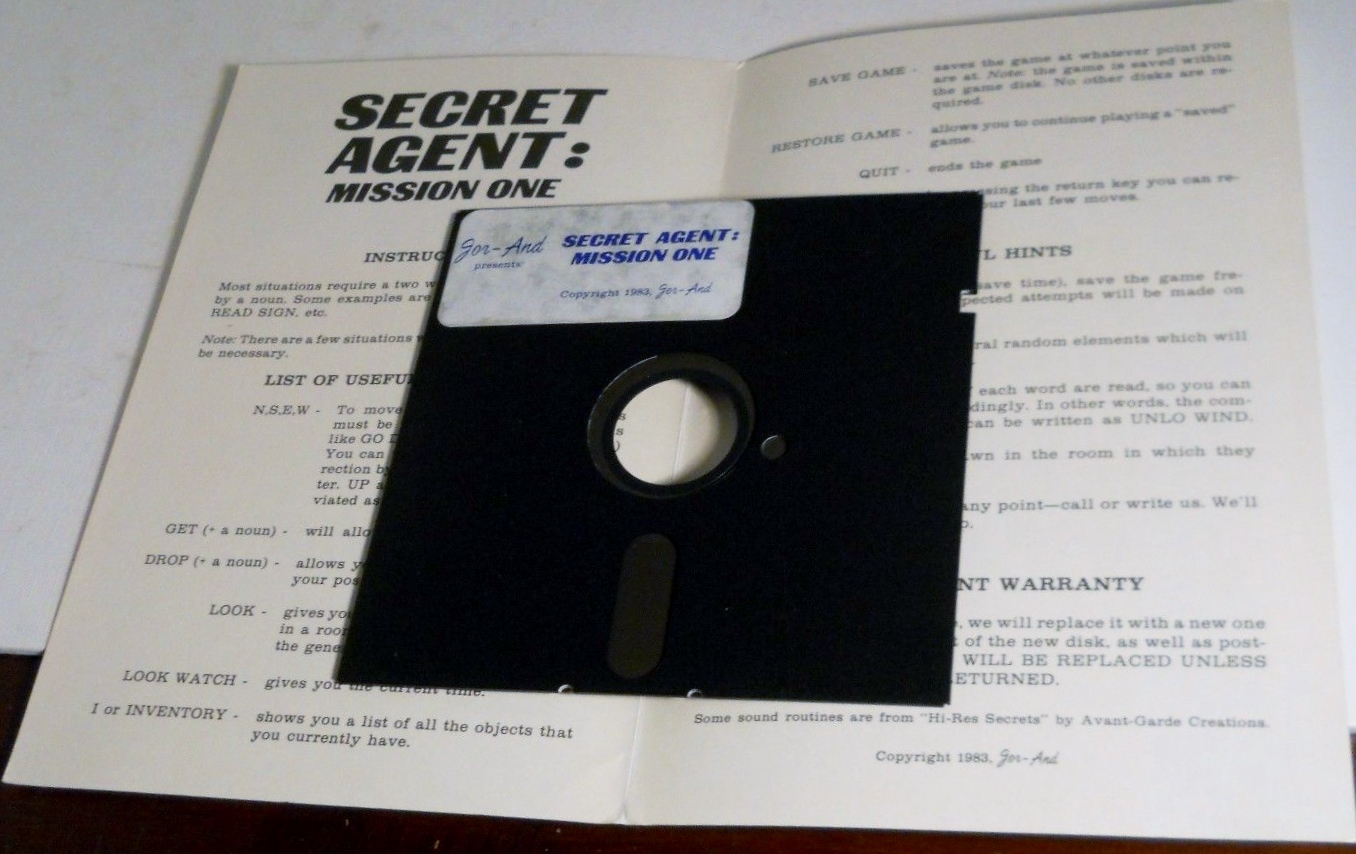 SECRET
AGENT:
MISSION ONE
INSTRUC
Most situations require a two w
by a noun. Some examples are
READ SIGN, etc.
Note: There are a few situations w
be necessary.
LIST OF USEFU
N,S,E,W - To move
must be
like GO D
You can
rection b
ter. UP a
viated as
GET (+ a noun) - will allo
DROP (+ a noun) - allows y
your pos
LOOK - gives you
in a roor
the gene
LOOK WATCH - gives you the current time.
I or INVENTORY - shows you a list of all the objects that
you currently have.
Gor-And
presents:
SECRET AGENT:
MISSION ONE
Copyright 1983, Gor-And
SAVE GAME - saves the game at whatever point you
are at. Note: the game is saved within
the game disk. No other disks are re-
quired.
RESTORE GAME - allows you to continue playing a "saved"
game.
QUIT - ends the game
sing the return key you can re-
our last few moves.
L HINTS
save time), save the game fre-
pected attempts will be made on
ral random elements which will
each word are read, so you can
dingly. In other words, the com-
can be written as UNLO WIND.
wn in the room in which they
any point—call or write us. We'll
NT WARRANTY
, we will replace it with a new one
t of the new disk, as well as post-
WILL BE REPLACED UNLESS
ETURNED.
Some sound routines are from "Hi-Res Secrets" by Avant-Garde Creations.
Copyright 1983, Gor-And